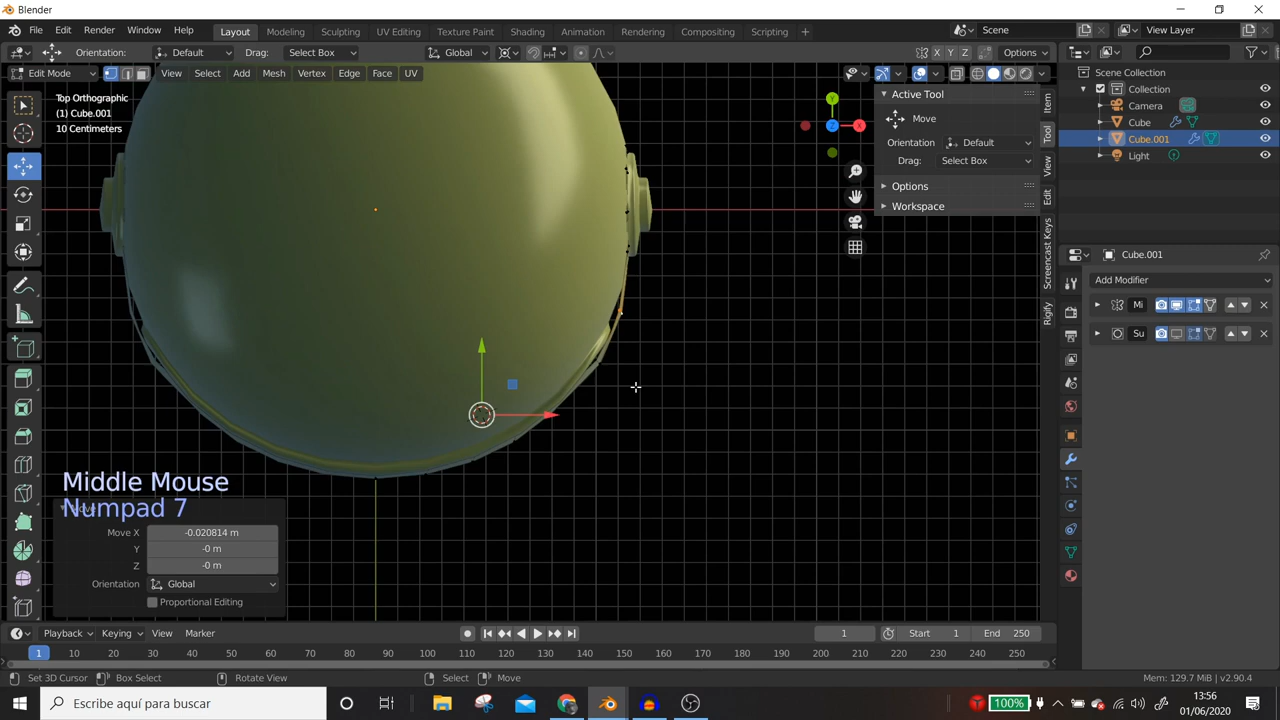 Blender
File Edit Render Window Help
Layout Modeling Sculpting UV Editing Texture Paint Shading Animation Rendering Compositing Scripting +
Scene
View Layer
Orientation: Default Drag: Select Box Global X Y Z Options
Edit Mode View Select Add Mesh Vertex Edge Face UV
Top Orthographic
(1) Cube.001
10 Centimeters
Y
Z
X
Active Tool
Move
Orientation Default
Drag: Select Box
Options
Workspace
Item
Tool
View
Edit
Screencast Keys
Rigify
Scene Collection
Collection
Camera
Cube
Cube.001
Light
Cube.001
Add Modifier
Mi
Su
Middle Mouse
Numpad 7
Move
Move X -0.020814 m
Y -0 m
Z -0 m
Orientation Global
Proportional Editing
Playback Keying View Marker
1 Start 1 End 250
1 10 20 30 40 50 60 70 80 90 100 110 120 130 140 150 160 170 180 190 200 210 220 230 240 250
Set 3D Cursor Box Select Rotate View Select Move Mem: 129.7 MiB | v2.90.4
Escribe aquí para buscar
100%
13:56
01/06/2020